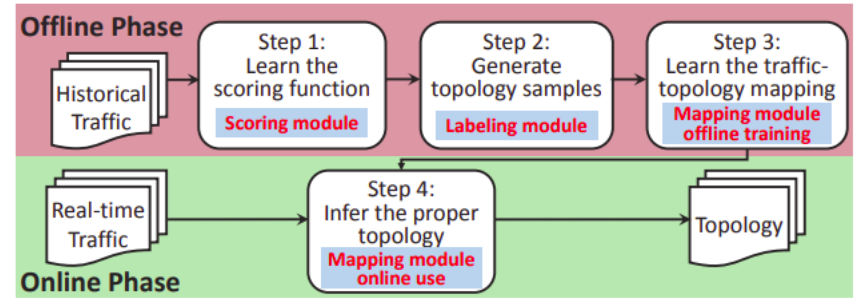 Offline Phase
Historical
Traffic
Step 1:
Learn the
scoring function
Scoring module
Step 2:
Generate
topology samples
Labeling module
Step 3:
Learn the traffic-
topology mapping
Mapping module
offline training
Real-time
Traffic
Step 4:
Infer the proper
topology
Mapping module
online use
Topology
Online Phase